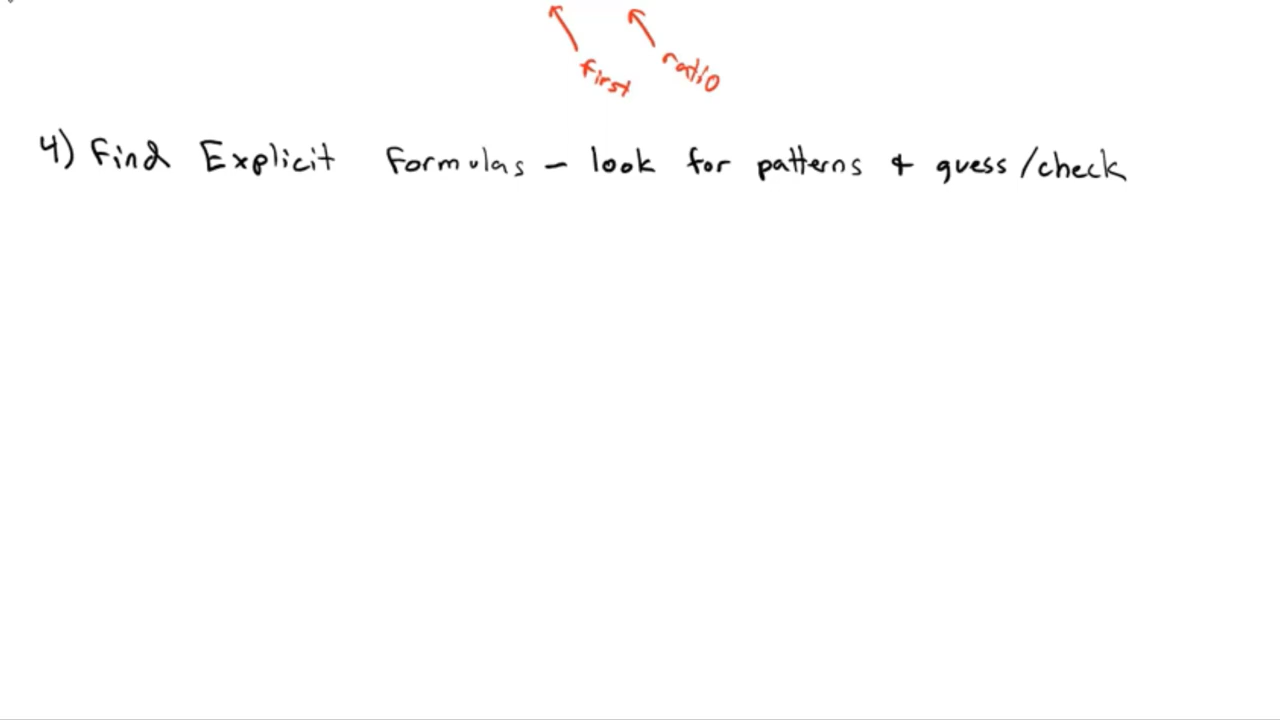 first ratio
4) Find Explicit Formulas – look for patterns & guess/check